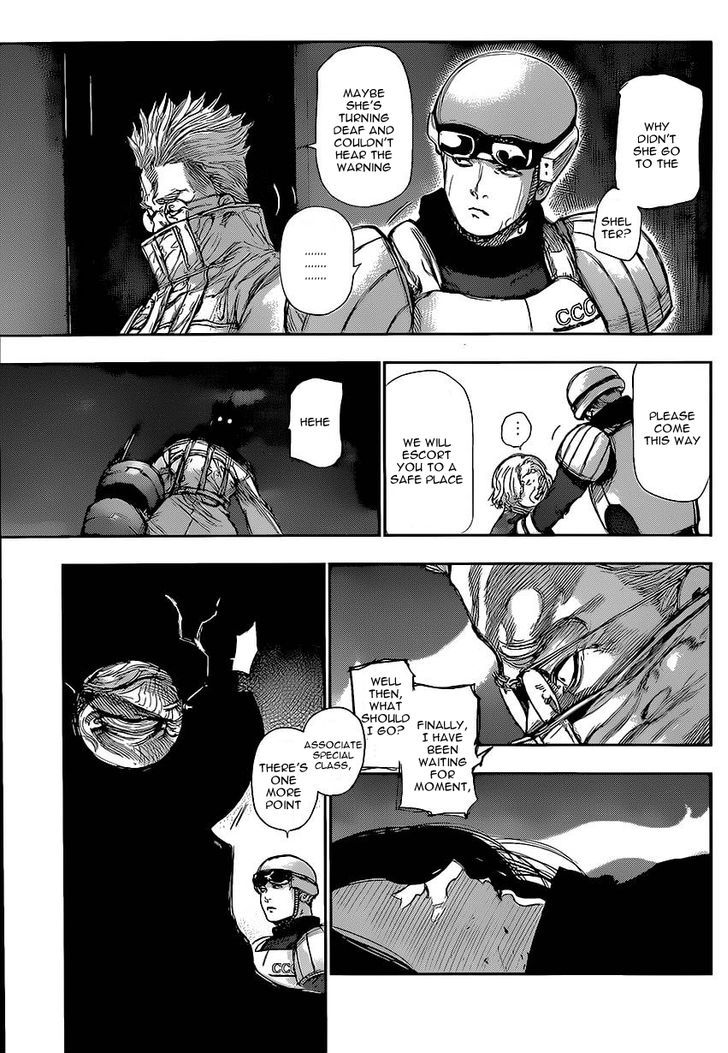 WHY
DIDN'T
SHE GO
TO THE
SHEL
TER?
MAYBE
SHE'S
TURNING
DEAF AND
COULDN'T
HEAR THE
WARNING
........
........
........
CCG
PLEASE
COME
THIS WAY
...
WE WILL
ESCORT
YOU TO A
SAFE PLACE
HEHE
FINALLY,
I HAVE
BEEN
WAITING
FOR
MOMENT,
WELL
THEN,
WHAT
SHOULD
I GO?
ASSOCIATE
SPECIAL
CLASS,
THERE'S
ONE
MORE
POINT
CCG